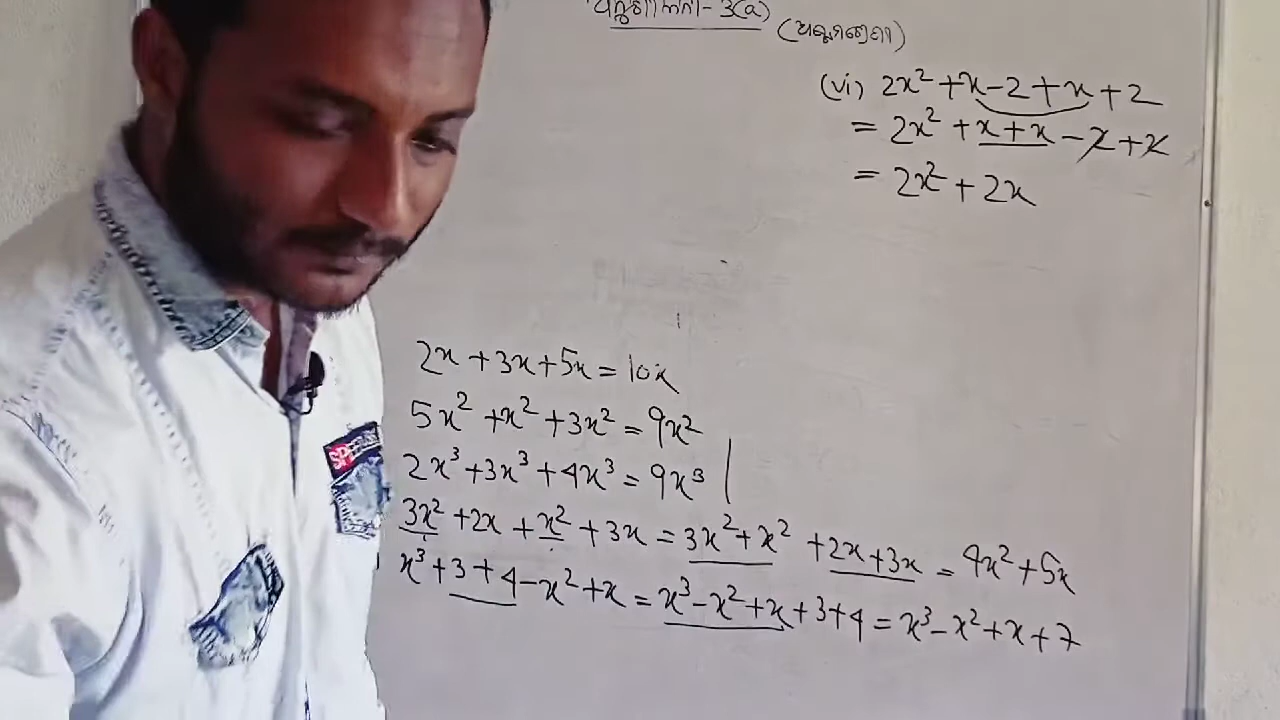 ଅନୁଶୀଳନୀ - 3(a)
(vi) 2x² + x - 2 + x + 2
= 2x² + x + x - 2 + 2
= 2x² + 2x
2x + 3x + 5x = 10x
5x² + x² + 3x² = 9x²
2x³ + 3x³ + 4x³ = 9x³
3x² + 2x + x² + 3x = 3x² + x² + 2x + 3x = 4x² + 5x
x³ + 3 + 4 - x² + x = x³ - x² + x + 3 + 4 = x³ - x² + x + 7